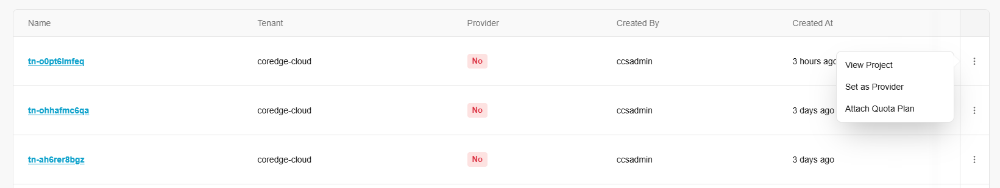 Name Tenant Provider Created By Created At
tn-o0pt6lmfeq coredge-cloud No ccsadmin 3 hours ago
View Project
Set as Provider
tn-ohhafmc6qa coredge-cloud No ccsadmin 3 days ago
Attach Quota Plan
tn-ah6rer8bgz coredge-cloud No ccsadmin 3 days ago